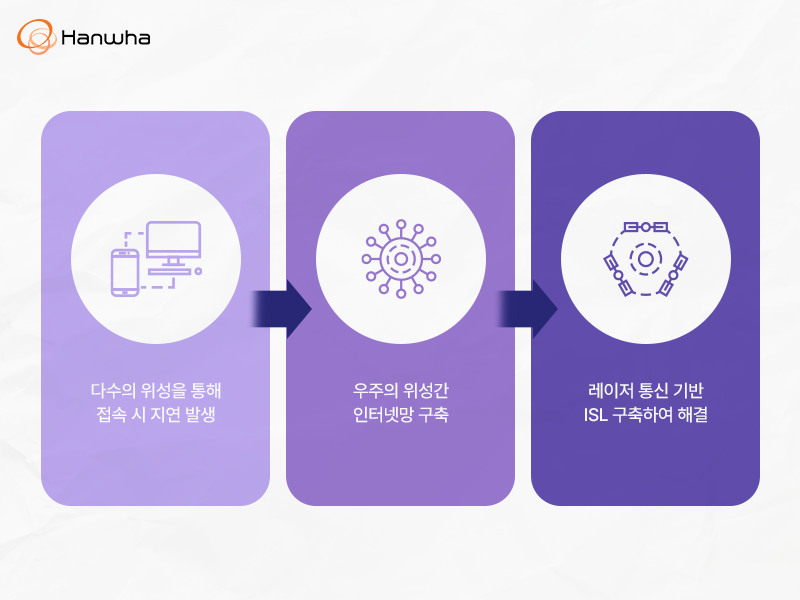 Hanwha
다수의 위성을 통해
접속 시 지연 발생
우주의 위성간
인터넷망 구축
레이저 통신 기반
ISL 구축하여 해결